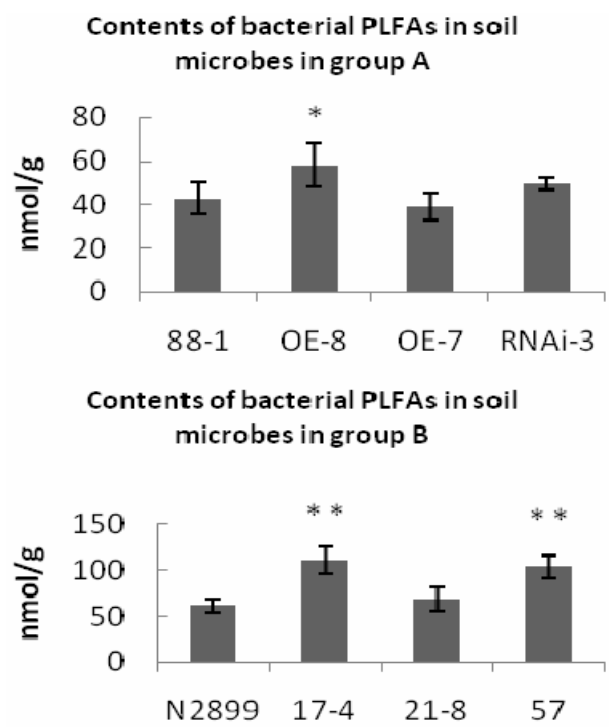 Contents of bacterial PLFAs in soil
microbes in group A
80
60
40
20
0
nmol/g
*
88-1 OE-8 OE-7 RNAi-3
Contents of bacterial PLFAs in soil
microbes in group B
150
100
50
0
nmol/g
** **
N2899 17-4 21-8 57